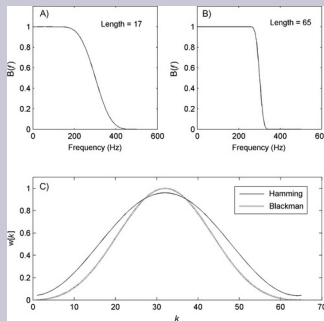 A)
Length = 17
1
0.8
0.6
0.4
0.2
0
B(f)
0
200
400
600
Frequency (Hz)
B)
Length = 65
1
0.8
0.6
0.4
0.2
0
B(f)
0
200
400
600
Frequency (Hz)
C)
Hamming
Blackman
1
0.8
0.6
0.4
0.2
0
w[k]
0
10
20
30
40
50
60
70
k